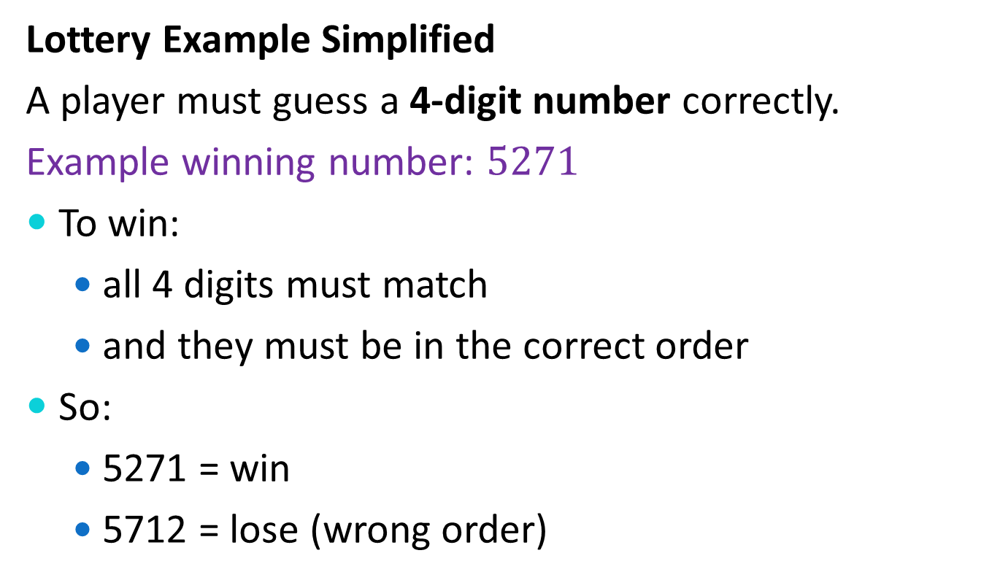 Lottery Example Simplified
A player must guess a 4-digit number correctly.
Example winning number: 5271
• To win:
• all 4 digits must match
• and they must be in the correct order
• So:
• 5271 = win
• 5712 = lose (wrong order)